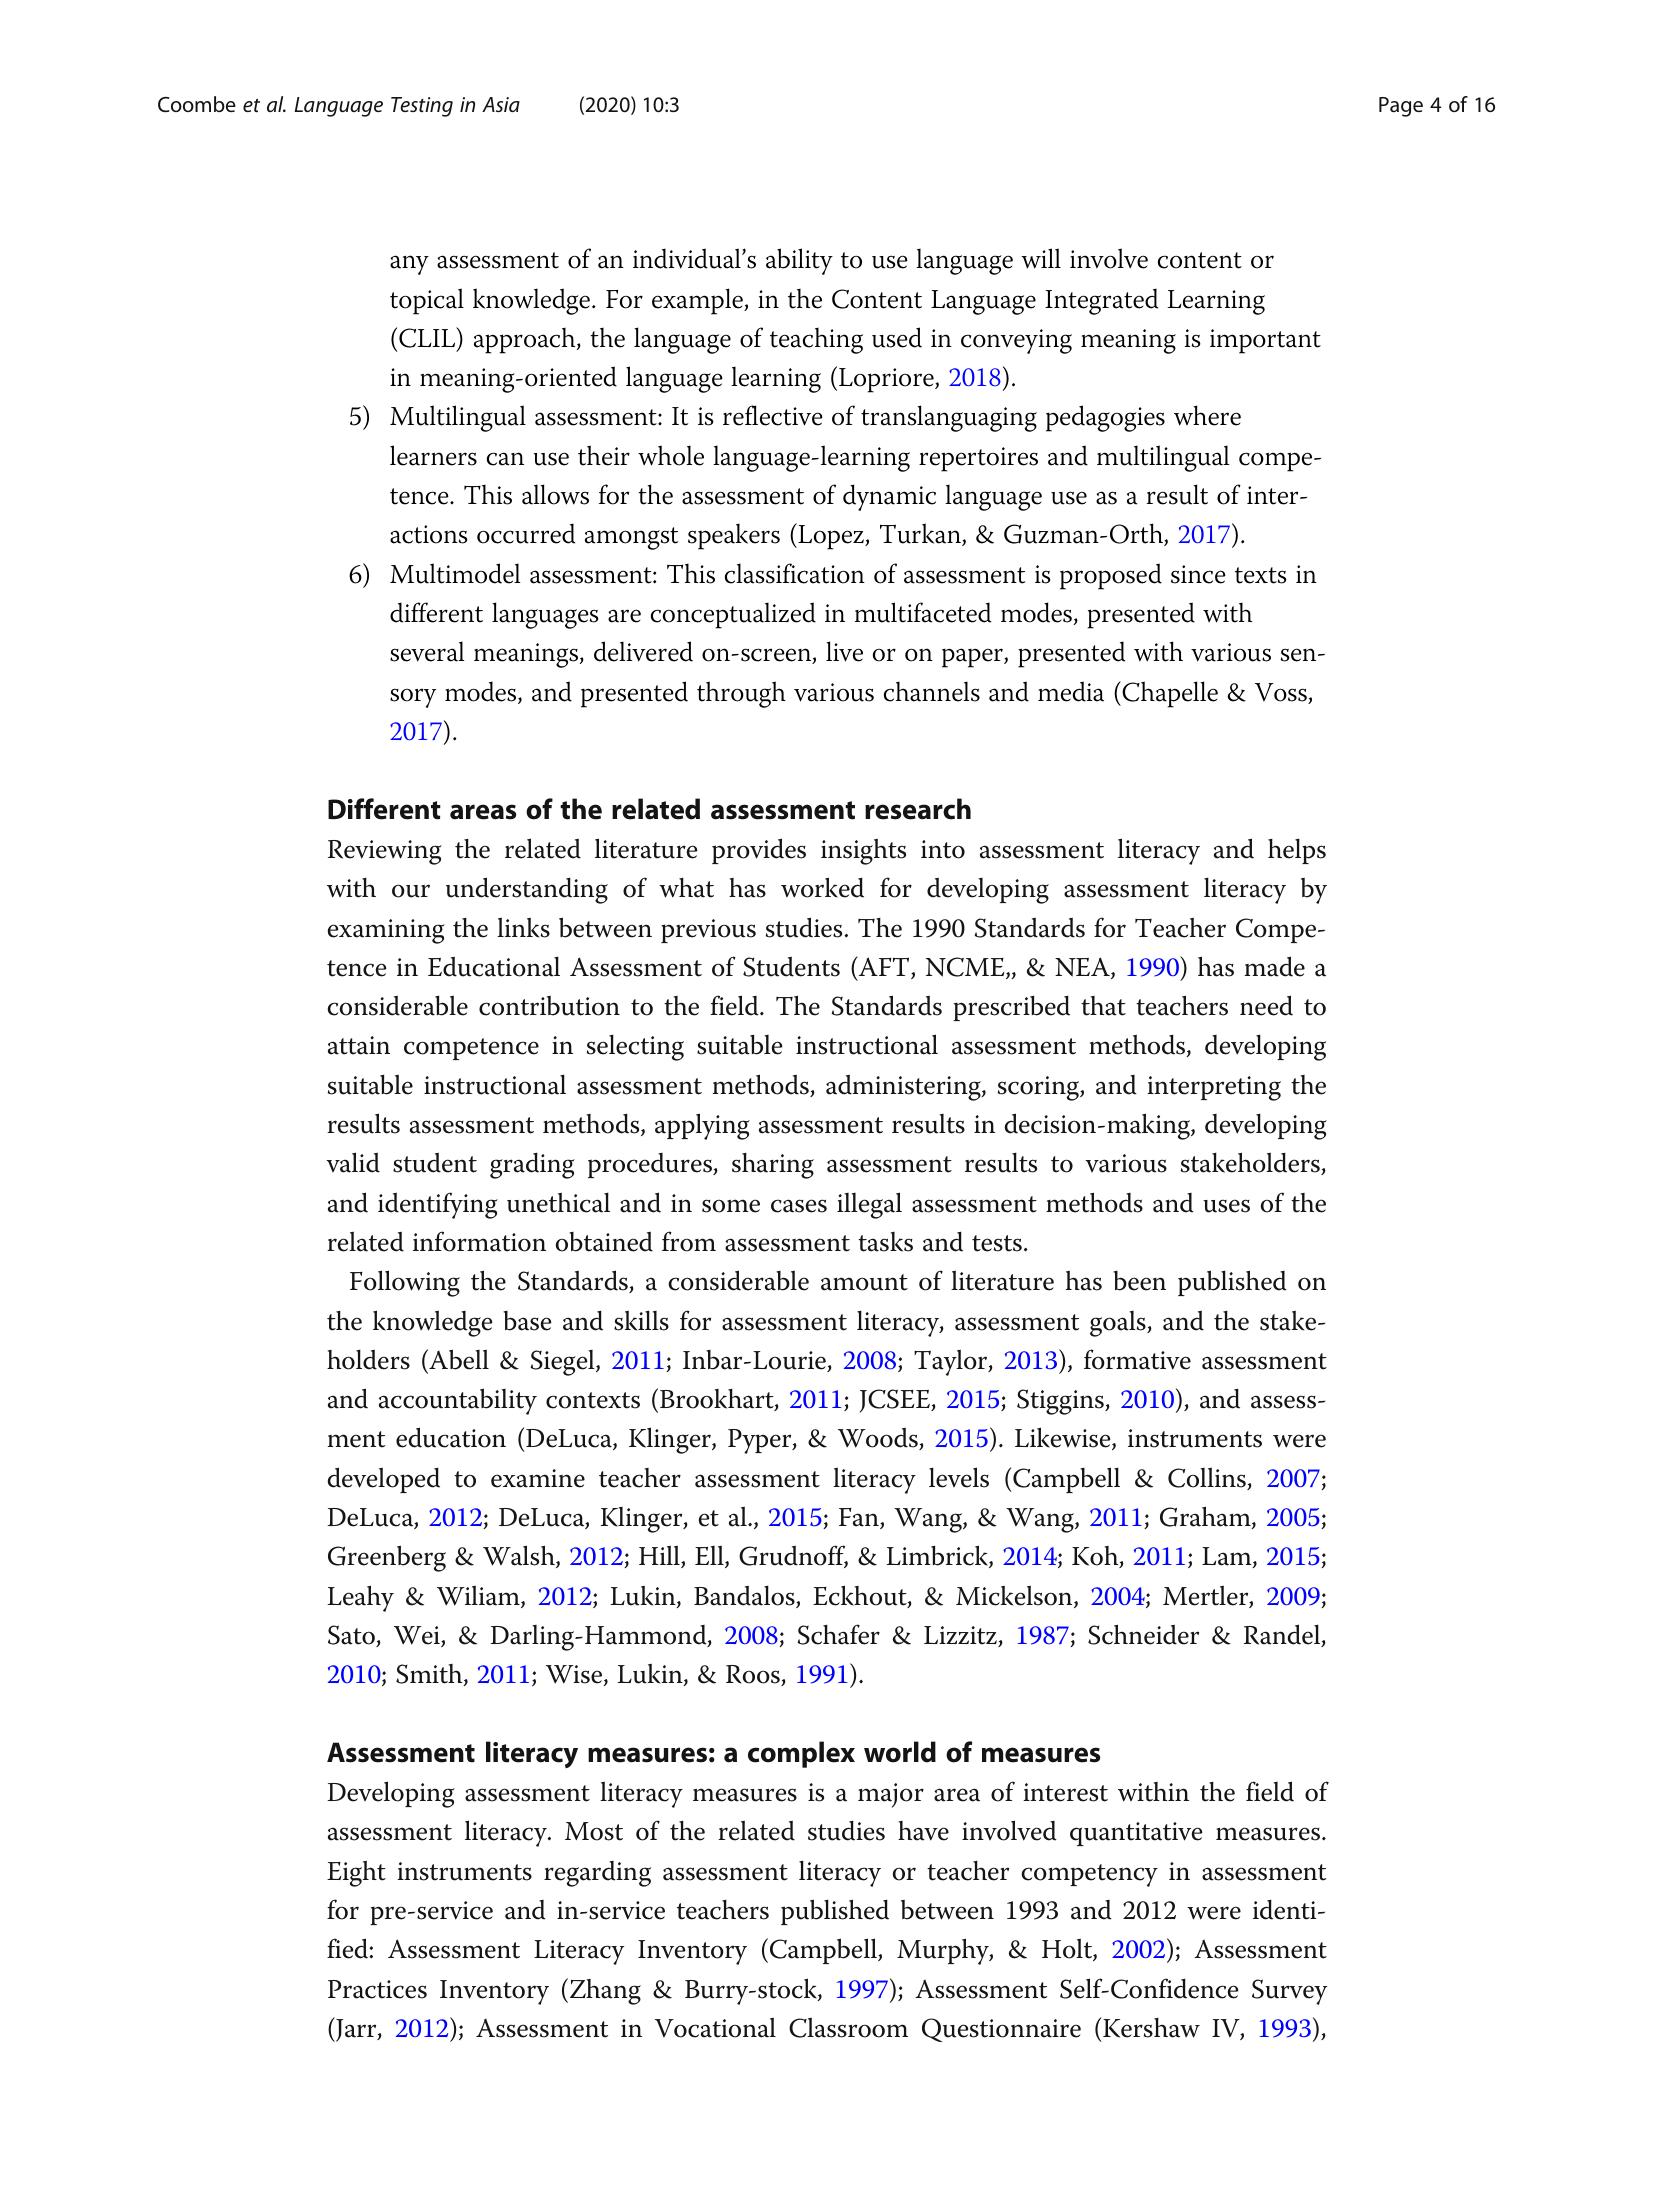 Coombe et al. Language Testing in Asia (2020) 10:3 Page 4 of 16
any assessment of an individual’s ability to use language will involve content or
topical knowledge. For example, in the Content Language Integrated Learning
(CLIL) approach, the language of teaching used in conveying meaning is important
in meaning-oriented language learning (Lopriore, 2018).
5) Multilingual assessment: It is reflective of translanguaging pedagogies where
learners can use their whole language-learning repertoires and multilingual compe-
tence. This allows for the assessment of dynamic language use as a result of inter-
actions occurred amongst speakers (Lopez, Turkan, & Guzman-Orth, 2017).
6) Multimodel assessment: This classification of assessment is proposed since texts in
different languages are conceptualized in multifaceted modes, presented with
several meanings, delivered on-screen, live or on paper, presented with various sen-
sory modes, and presented through various channels and media (Chapelle & Voss,
2017).
Different areas of the related assessment research
Reviewing the related literature provides insights into assessment literacy and helps
with our understanding of what has worked for developing assessment literacy by
examining the links between previous studies. The 1990 Standards for Teacher Compe-
tence in Educational Assessment of Students (AFT, NCME,, & NEA, 1990) has made a
considerable contribution to the field. The Standards prescribed that teachers need to
attain competence in selecting suitable instructional assessment methods, developing
suitable instructional assessment methods, administering, scoring, and interpreting the
results assessment methods, applying assessment results in decision-making, developing
valid student grading procedures, sharing assessment results to various stakeholders,
and identifying unethical and in some cases illegal assessment methods and uses of the
related information obtained from assessment tasks and tests.
Following the Standards, a considerable amount of literature has been published on
the knowledge base and skills for assessment literacy, assessment goals, and the stake-
holders (Abell & Siegel, 2011; Inbar-Lourie, 2008; Taylor, 2013), formative assessment
and accountability contexts (Brookhart, 2011; JCSEE, 2015; Stiggins, 2010), and assess-
ment education (DeLuca, Klinger, Pyper, & Woods, 2015). Likewise, instruments were
developed to examine teacher assessment literacy levels (Campbell & Collins, 2007;
DeLuca, 2012; DeLuca, Klinger, et al., 2015; Fan, Wang, & Wang, 2011; Graham, 2005;
Greenberg & Walsh, 2012; Hill, Ell, Grudnoff, & Limbrick, 2014; Koh, 2011; Lam, 2015;
Leahy & Wiliam, 2012; Lukin, Bandalos, Eckhout, & Mickelson, 2004; Mertler, 2009;
Sato, Wei, & Darling-Hammond, 2008; Schafer & Lizzitz, 1987; Schneider & Randel,
2010; Smith, 2011; Wise, Lukin, & Roos, 1991).
Assessment literacy measures: a complex world of measures
Developing assessment literacy measures is a major area of interest within the field of
assessment literacy. Most of the related studies have involved quantitative measures.
Eight instruments regarding assessment literacy or teacher competency in assessment
for pre-service and in-service teachers published between 1993 and 2012 were identi-
fied: Assessment Literacy Inventory (Campbell, Murphy, & Holt, 2002); Assessment
Practices Inventory (Zhang & Burry-stock, 1997); Assessment Self-Confidence Survey
(Jarr, 2012); Assessment in Vocational Classroom Questionnaire (Kershaw IV, 1993),